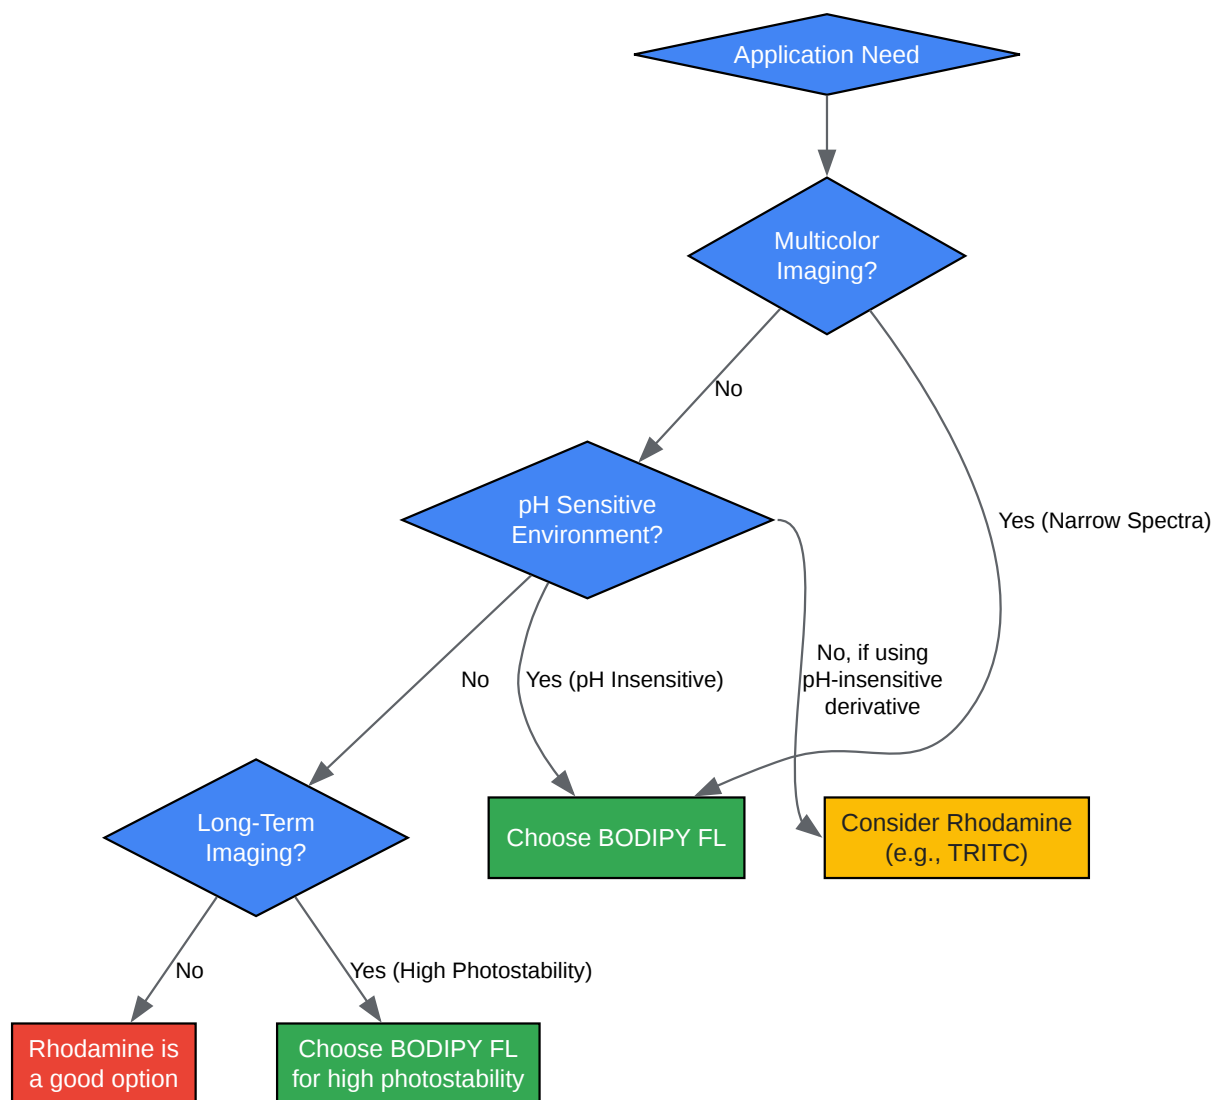 Application Need
Multicolor
Imaging?
No
pH Sensitive
Environment?
Yes (Narrow Spectra)
No
Yes (pH Insensitive)
No, if using
pH-insensitive
derivative
Long-Term
Imaging?
Choose BODIPY FL
Consider Rhodamine
(e.g., TRITC)
No
Yes (High Photostability)
Rhodamine is
a good option
Choose BODIPY FL
for high photostability